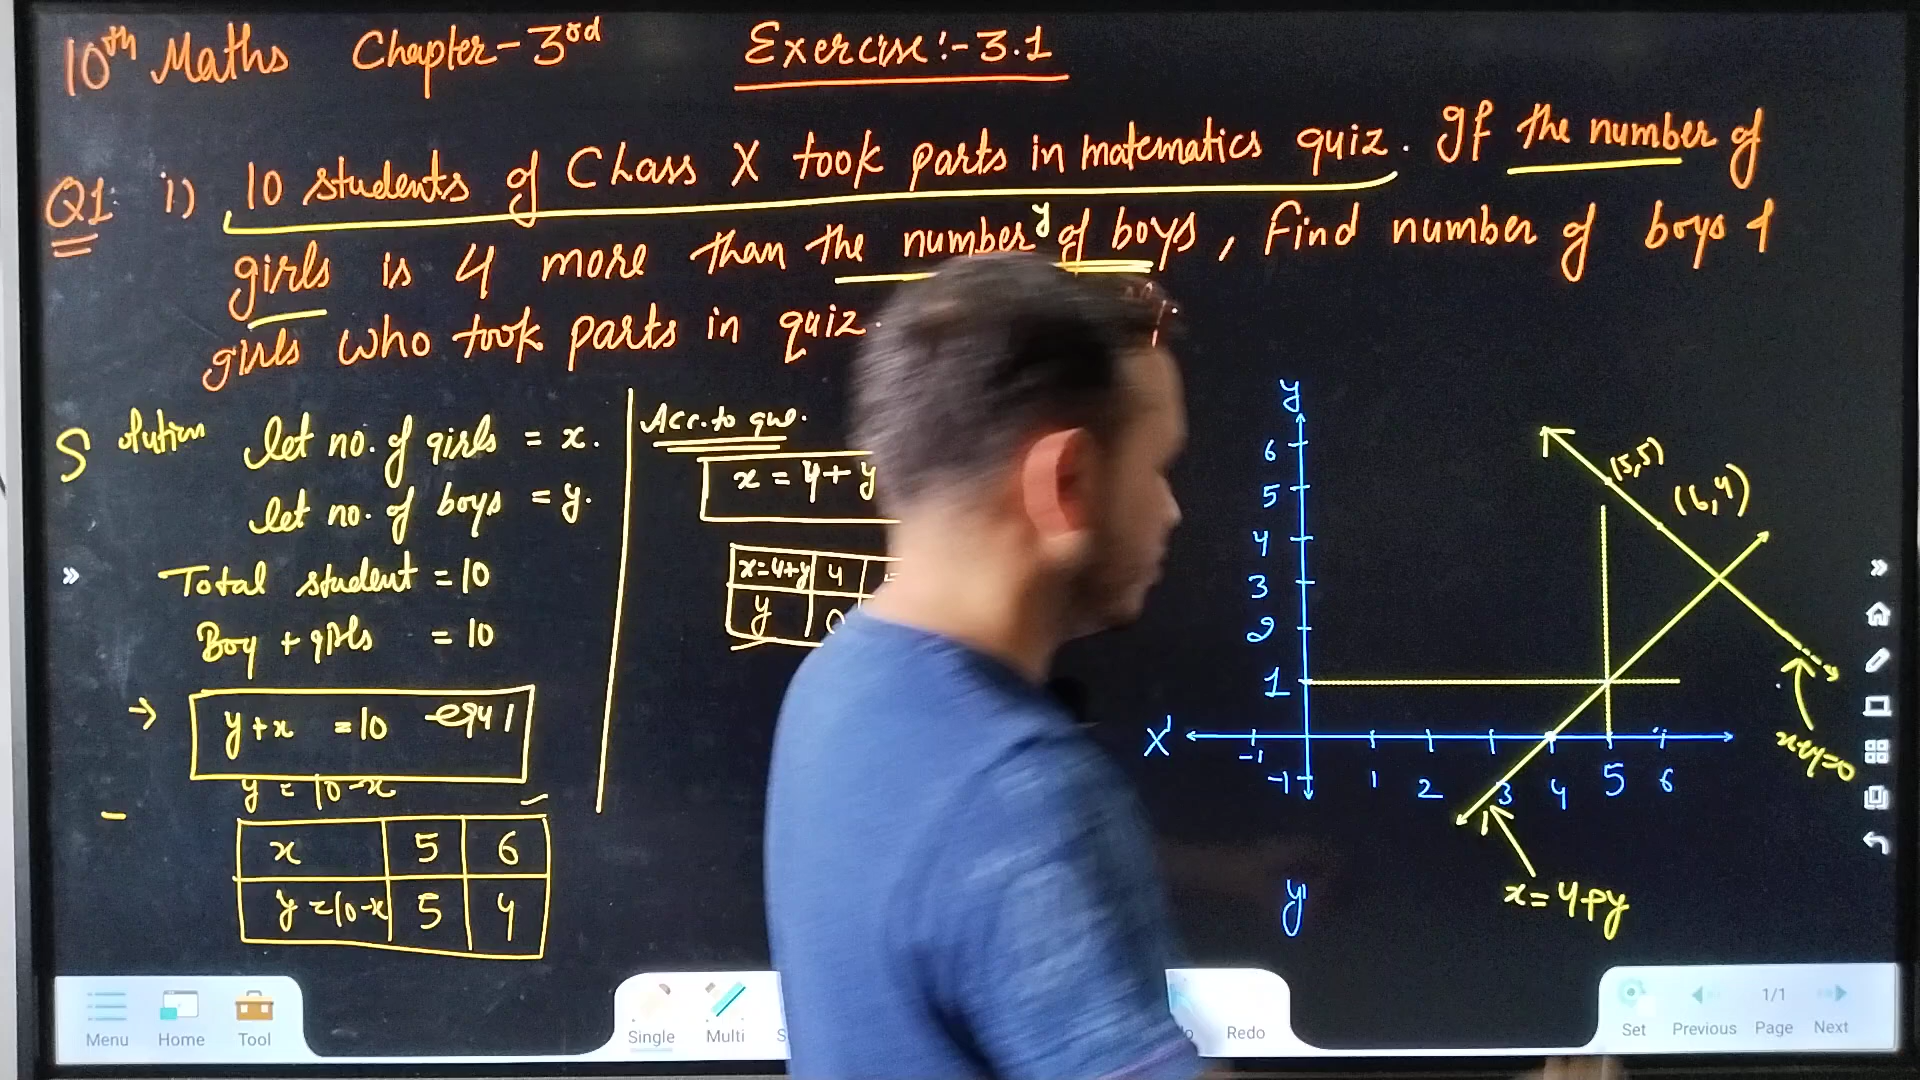 10th Maths Chapter-3rd Exercise:-3.1
Q1. i) 10 students of Class X took parts in matematics quiz. If the number of
girls is 4 more than the number y of boys, Find number of boys &
girls who took parts in quiz.
Solution let no. of girls = x.
let no. of boys = y.
Total student = 10
Boy + girls = 10
→ y+x = 10 -eq 1
y = 10-x
x 5 6
y=10-x 5 4
Acc. to que.
x = 4+y
x=4+y 4
y 0
y
6
5
4
3
2
1
-1
X'
-1 1 2 3 4 5 6
(5,5)
(6,4)
x=4+y
y'
Menu Home Tool Single Multi Redo Set Previous 1/1 Page Next